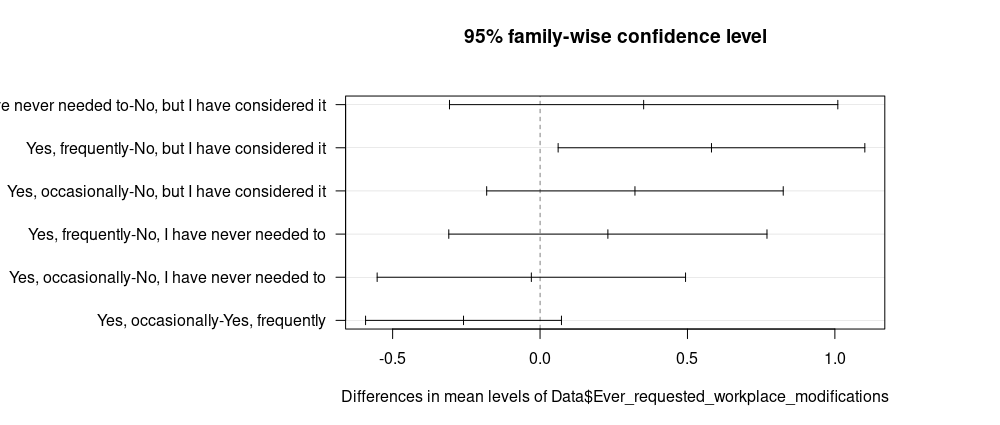 95% family-wise confidence level
never needed to-No, but I have considered it
Yes, frequently-No, but I have considered it
Yes, occasionally-No, but I have considered it
Yes, frequently-No, I have never needed to
Yes, occasionally-No, I have never needed to
Yes, occasionally-Yes, frequently
-0.5 0.0 0.5 1.0
Differences in mean levels of Data$Ever_requested_workplace_modifications